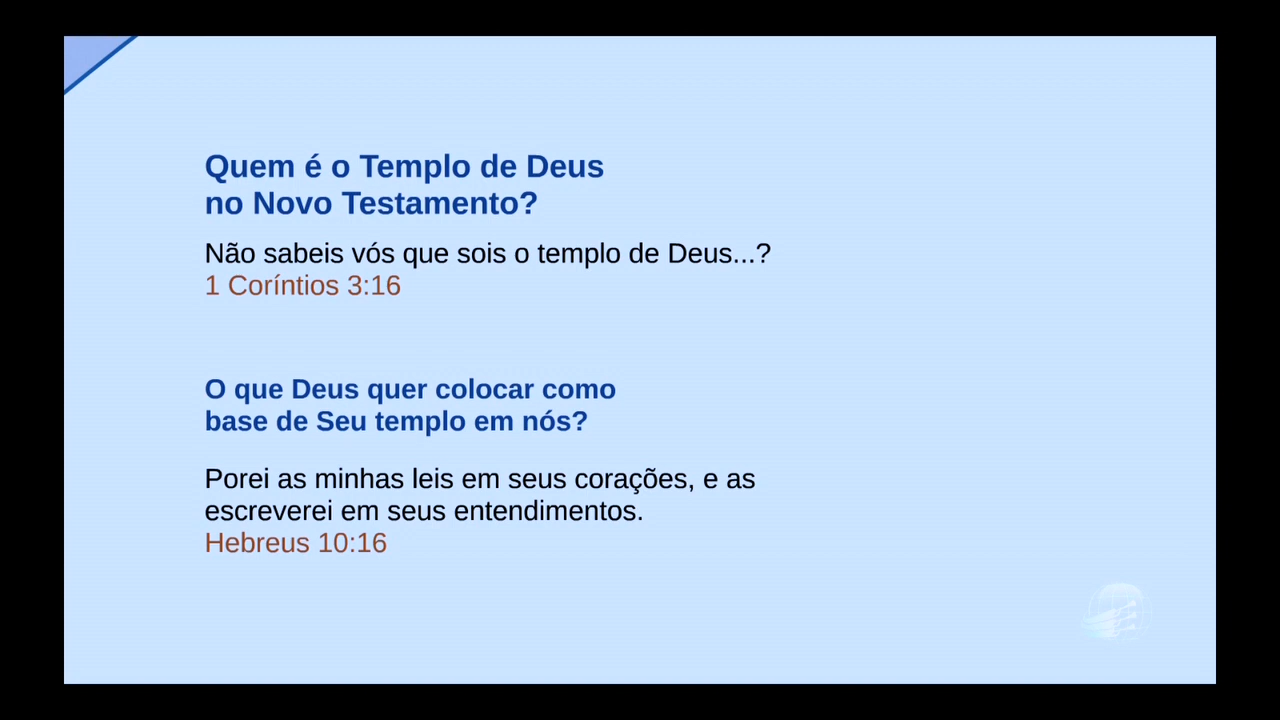 Quem é o Templo de Deus
no Novo Testamento?
Não sabeis vós que sois o templo de Deus...?
1 Coríntios 3:16
O que Deus quer colocar como
base de Seu templo em nós?
Porei as minhas leis em seus corações, e as
escreverei em seus entendimentos.
Hebreus 10:16